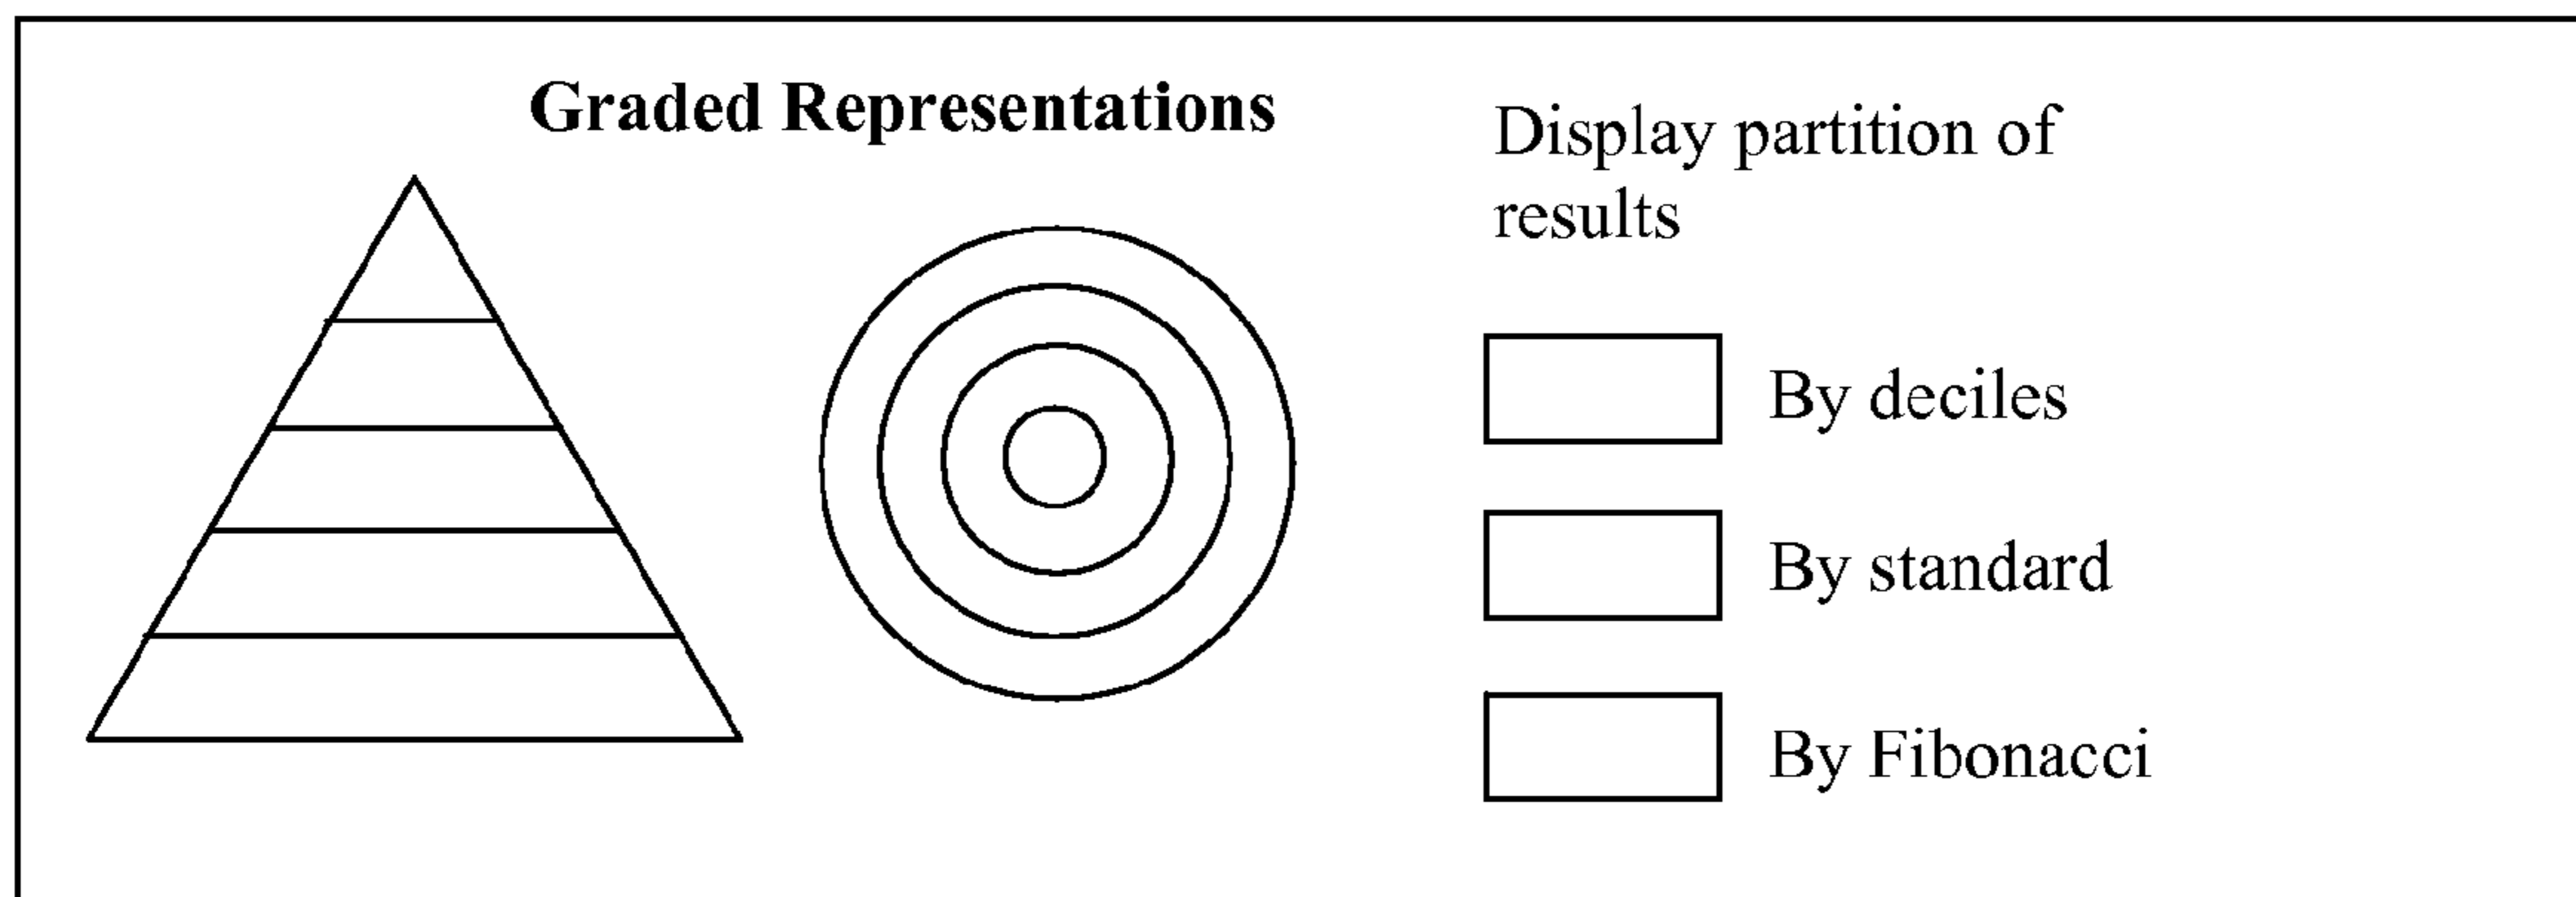 Graded Representations
Display partition of
results
By deciles
By standard
By Fibonacci